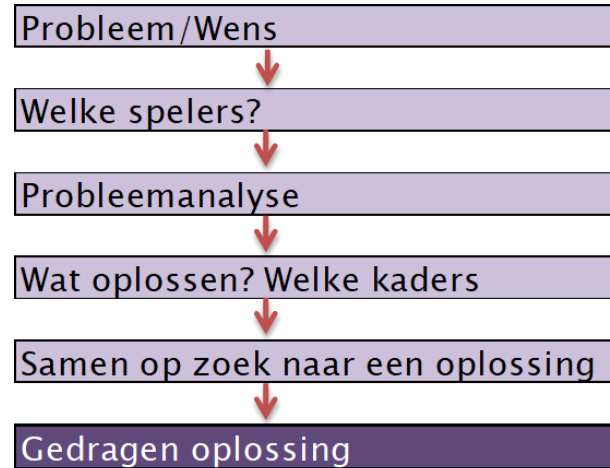 Probleem/Wens
Welke spelers?
Probleemanalyse
Wat oplossen? Welke kaders
Samen op zoek naar een oplossing
Gedragen oplossing